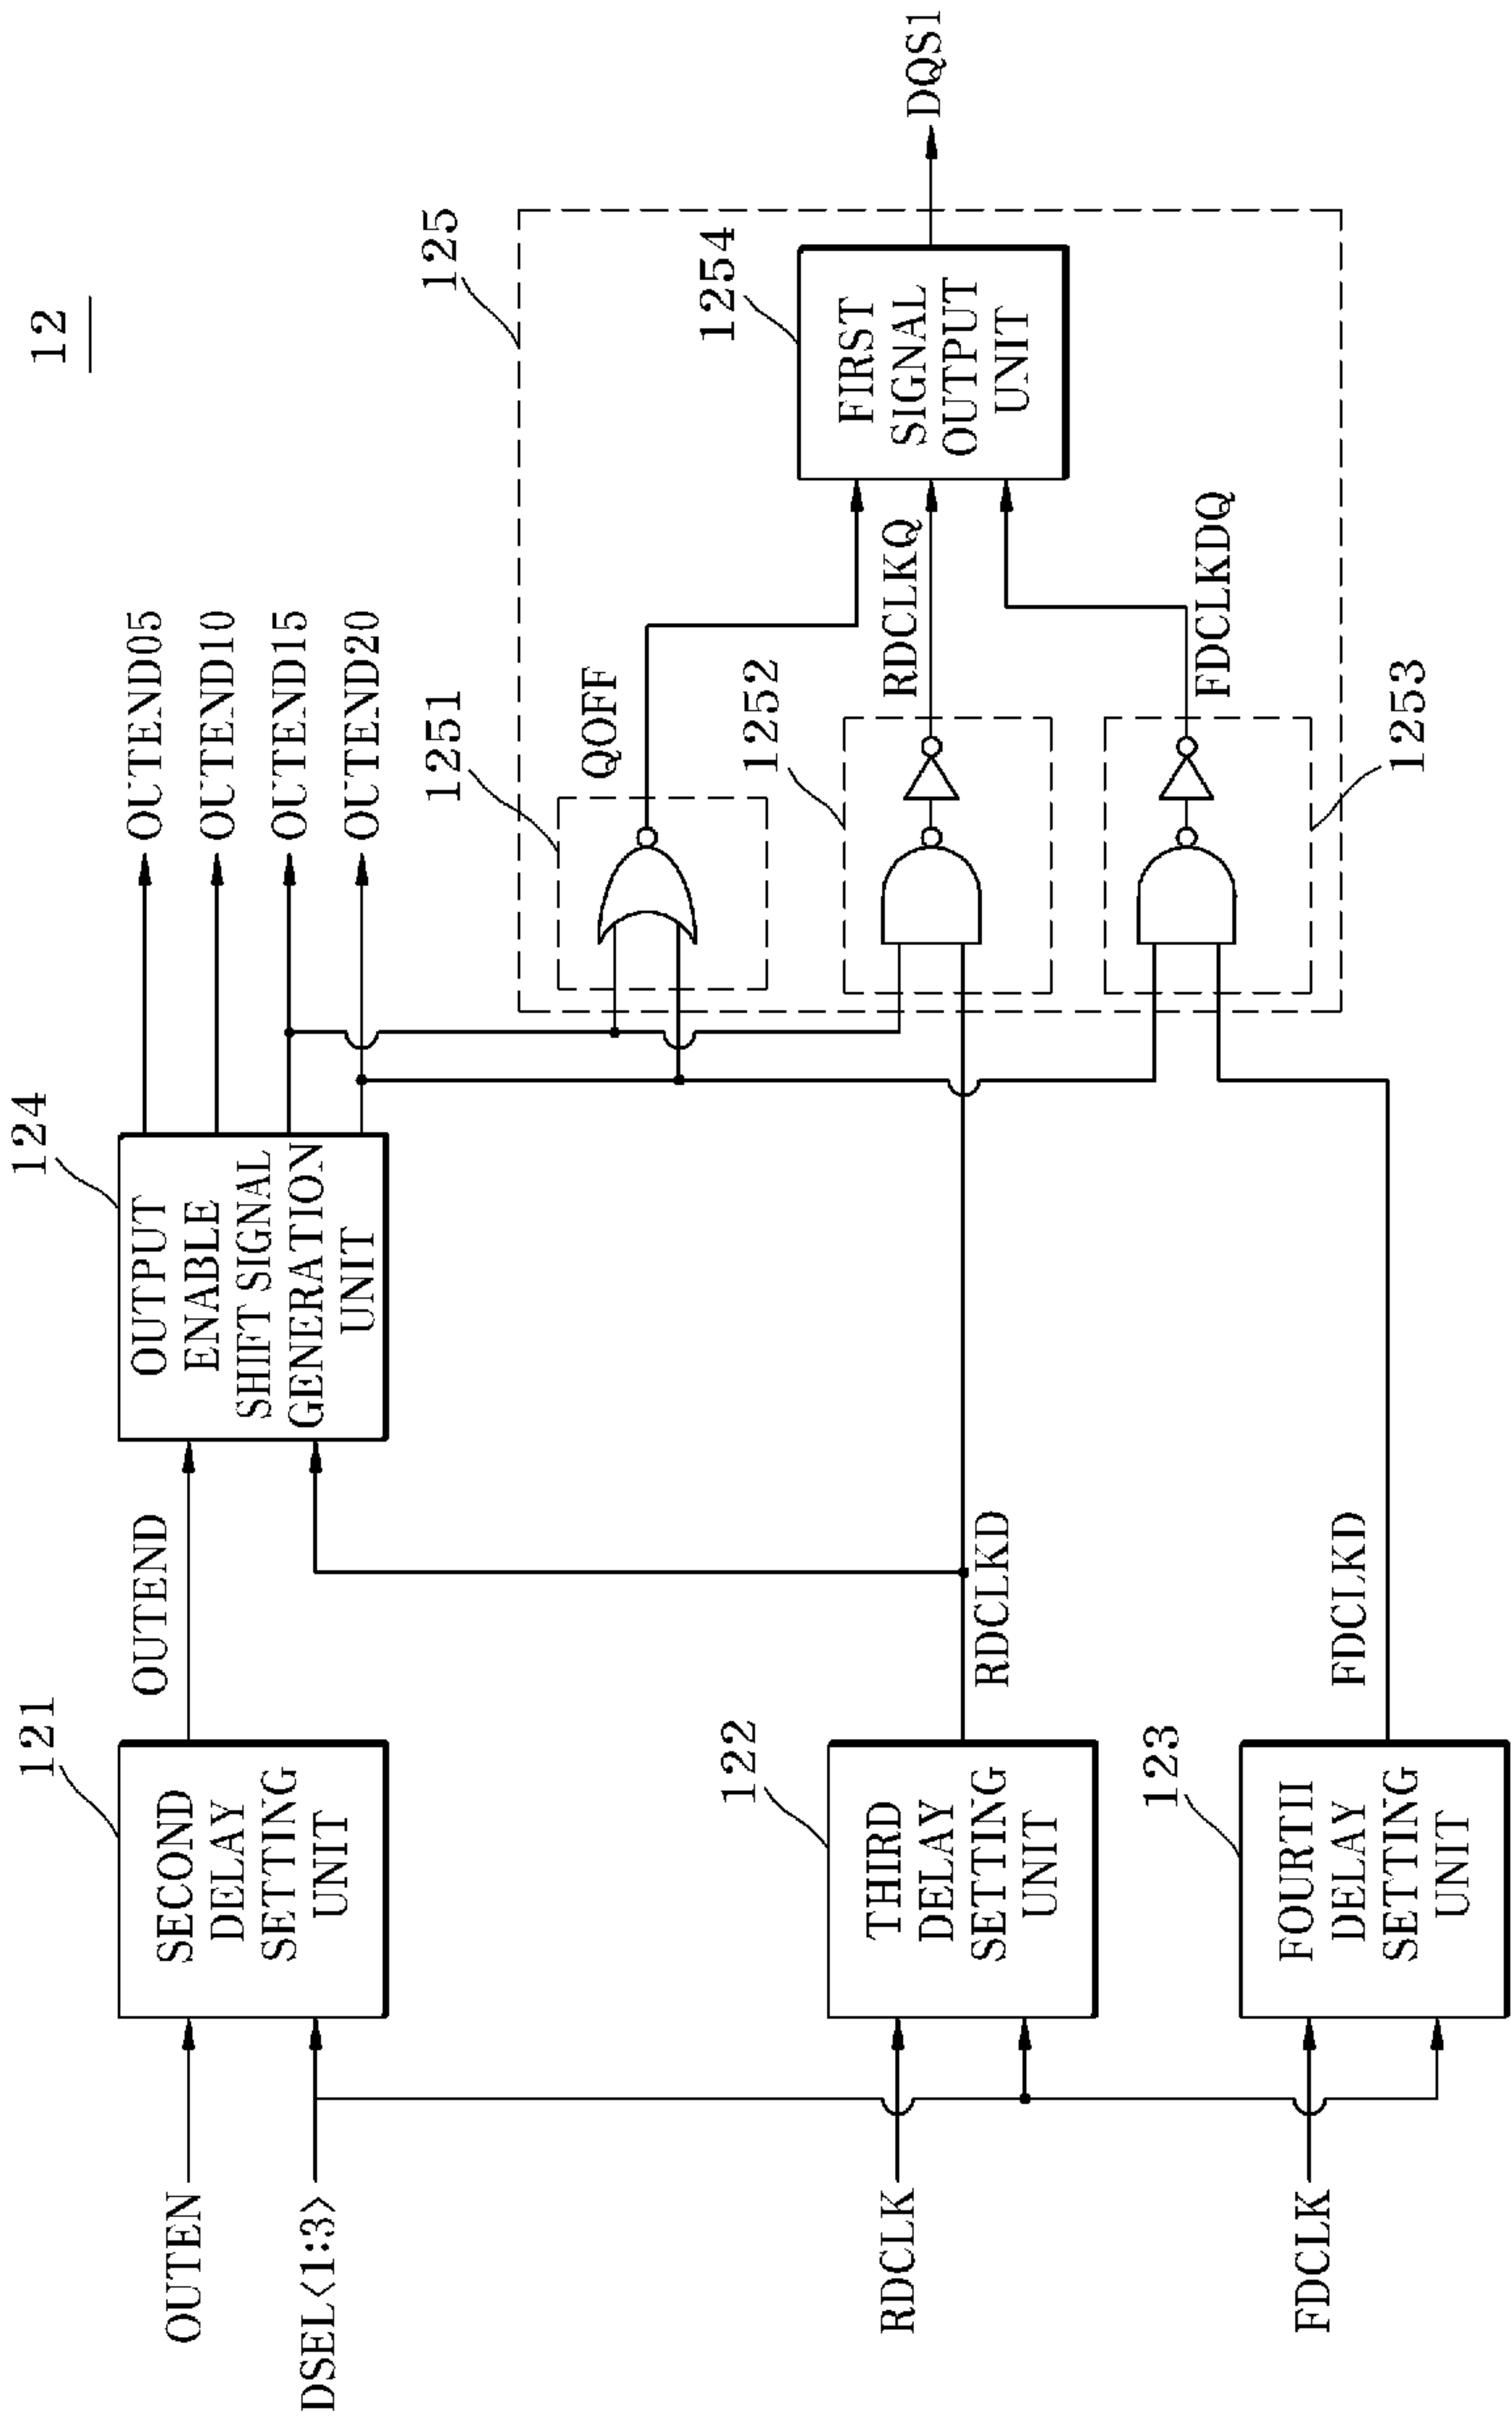 12
OUTEN
DSEL<1:3>
121
SECOND
DELAY
SETTING
UNIT
OUTEND
124
OUTPUT
ENABLE
SHIFT SIGNAL
GENERATION
UNIT
OUTEND05
OUTEND10
OUTEND15
OUTEND20
RDCLK
122
THIRD
DELAY
SETTING
UNIT
RDCLKD
FDCLK
123
FOURTH
DELAY
SETTING
UNIT
FDCLKD
125
1251
QOFF
1252
RDCLKQ
1253
FDCLKDQ
1254
FIRST
SIGNAL
OUTPUT
UNIT
DQS1